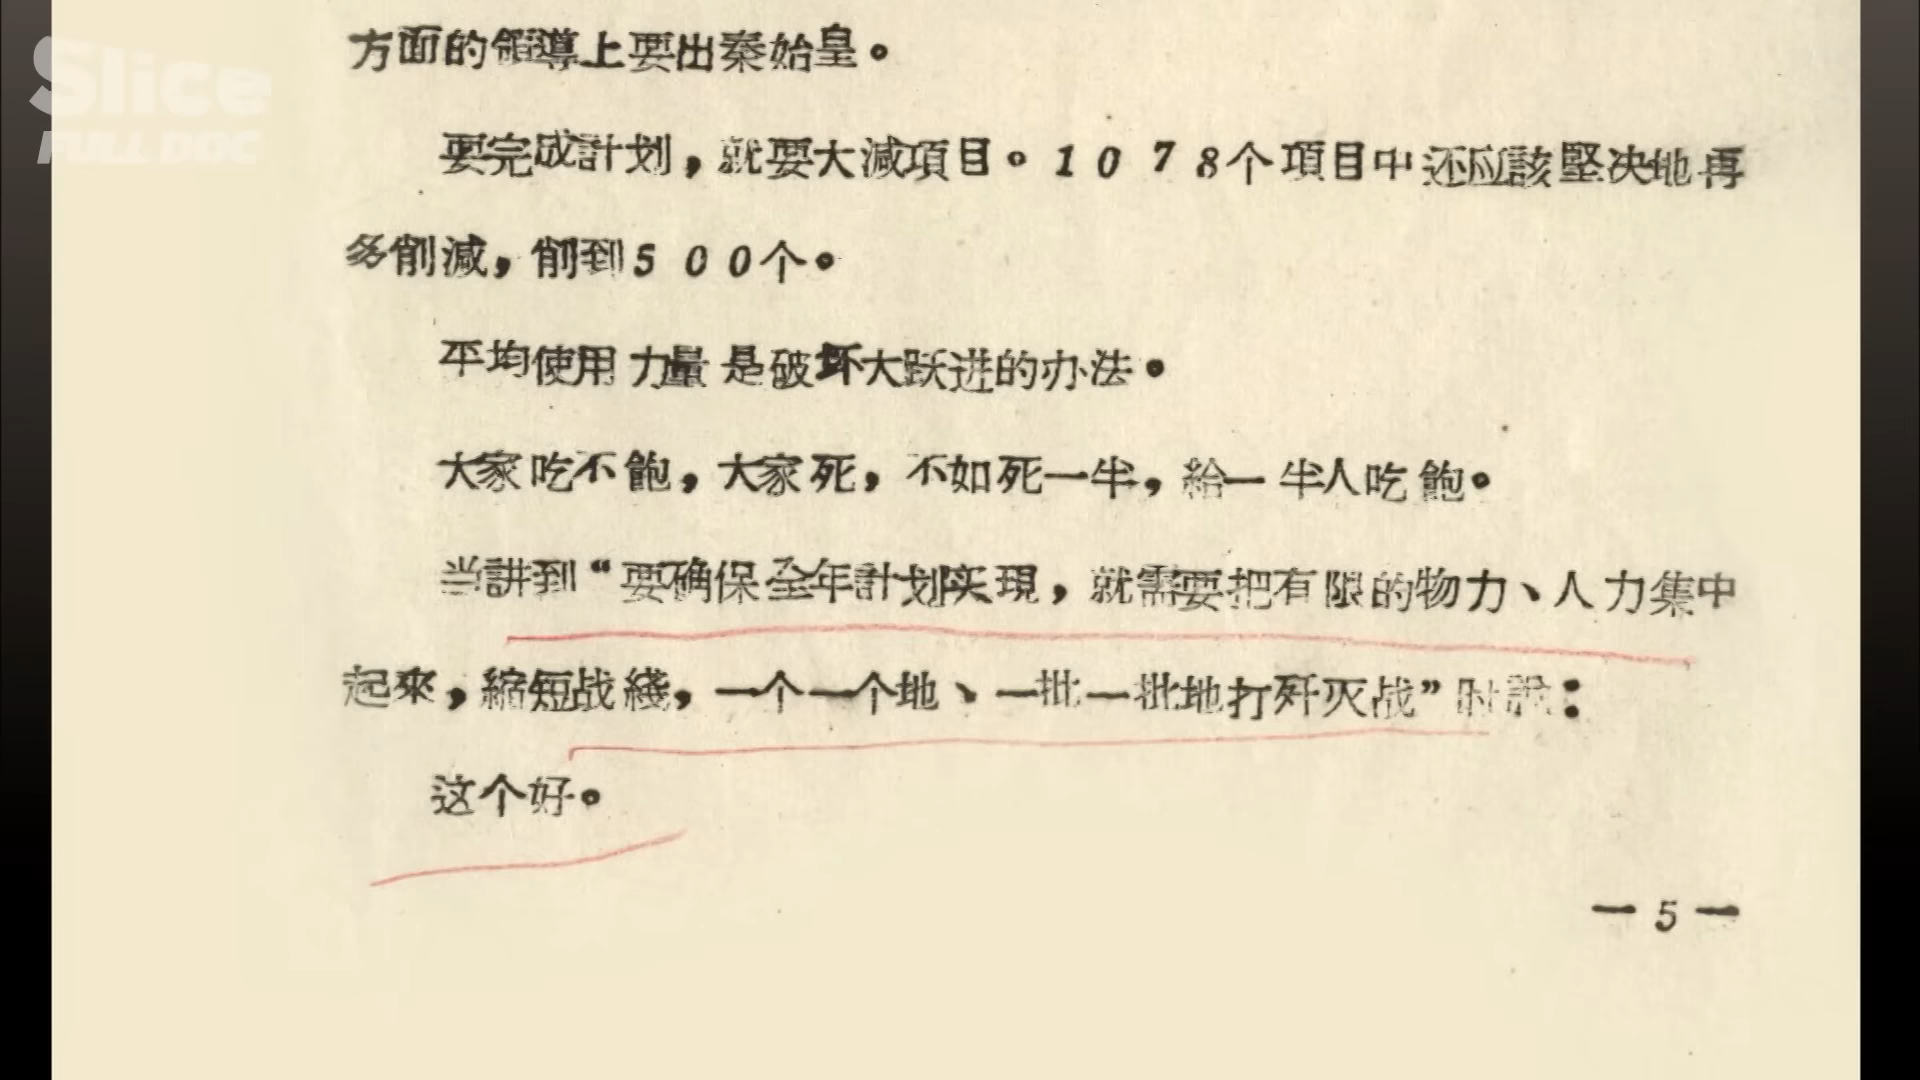 Slice
FULL DOC
方面的領導上要出秦始皇。
要完成計划，就要大減項目。1078个項目中还应該堅决地再
多削減，削到500个。
平均使用力量是破坏大跃进的办法。
大家吃不飽，大家死，不如死一半，給一半人吃飽。
当讲到“要确保全年計划实現，就需要把有限的物力、人力集中
起來，縮短战綫，一个一个地、一批一批地打歼灭战”时說：
这个好。
— 5 —